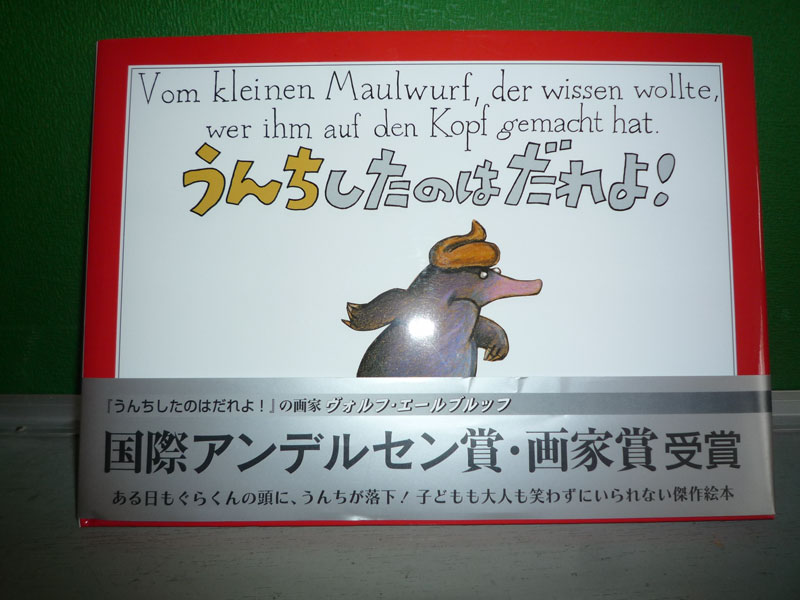 Vom kleinen Maulwurf, der wissen wollte,
wer ihm auf den Kopf gemacht hat.
うんちしたのはだれよ!
『うんちしたのはだれよ!』の画家 ヴォルフ・エールブルッフ
国際アンデルセン賞・画家賞 受賞
ある日もぐらくんの頭に、うんちが落下! 子どもも大人も笑わずにいられない傑作絵本